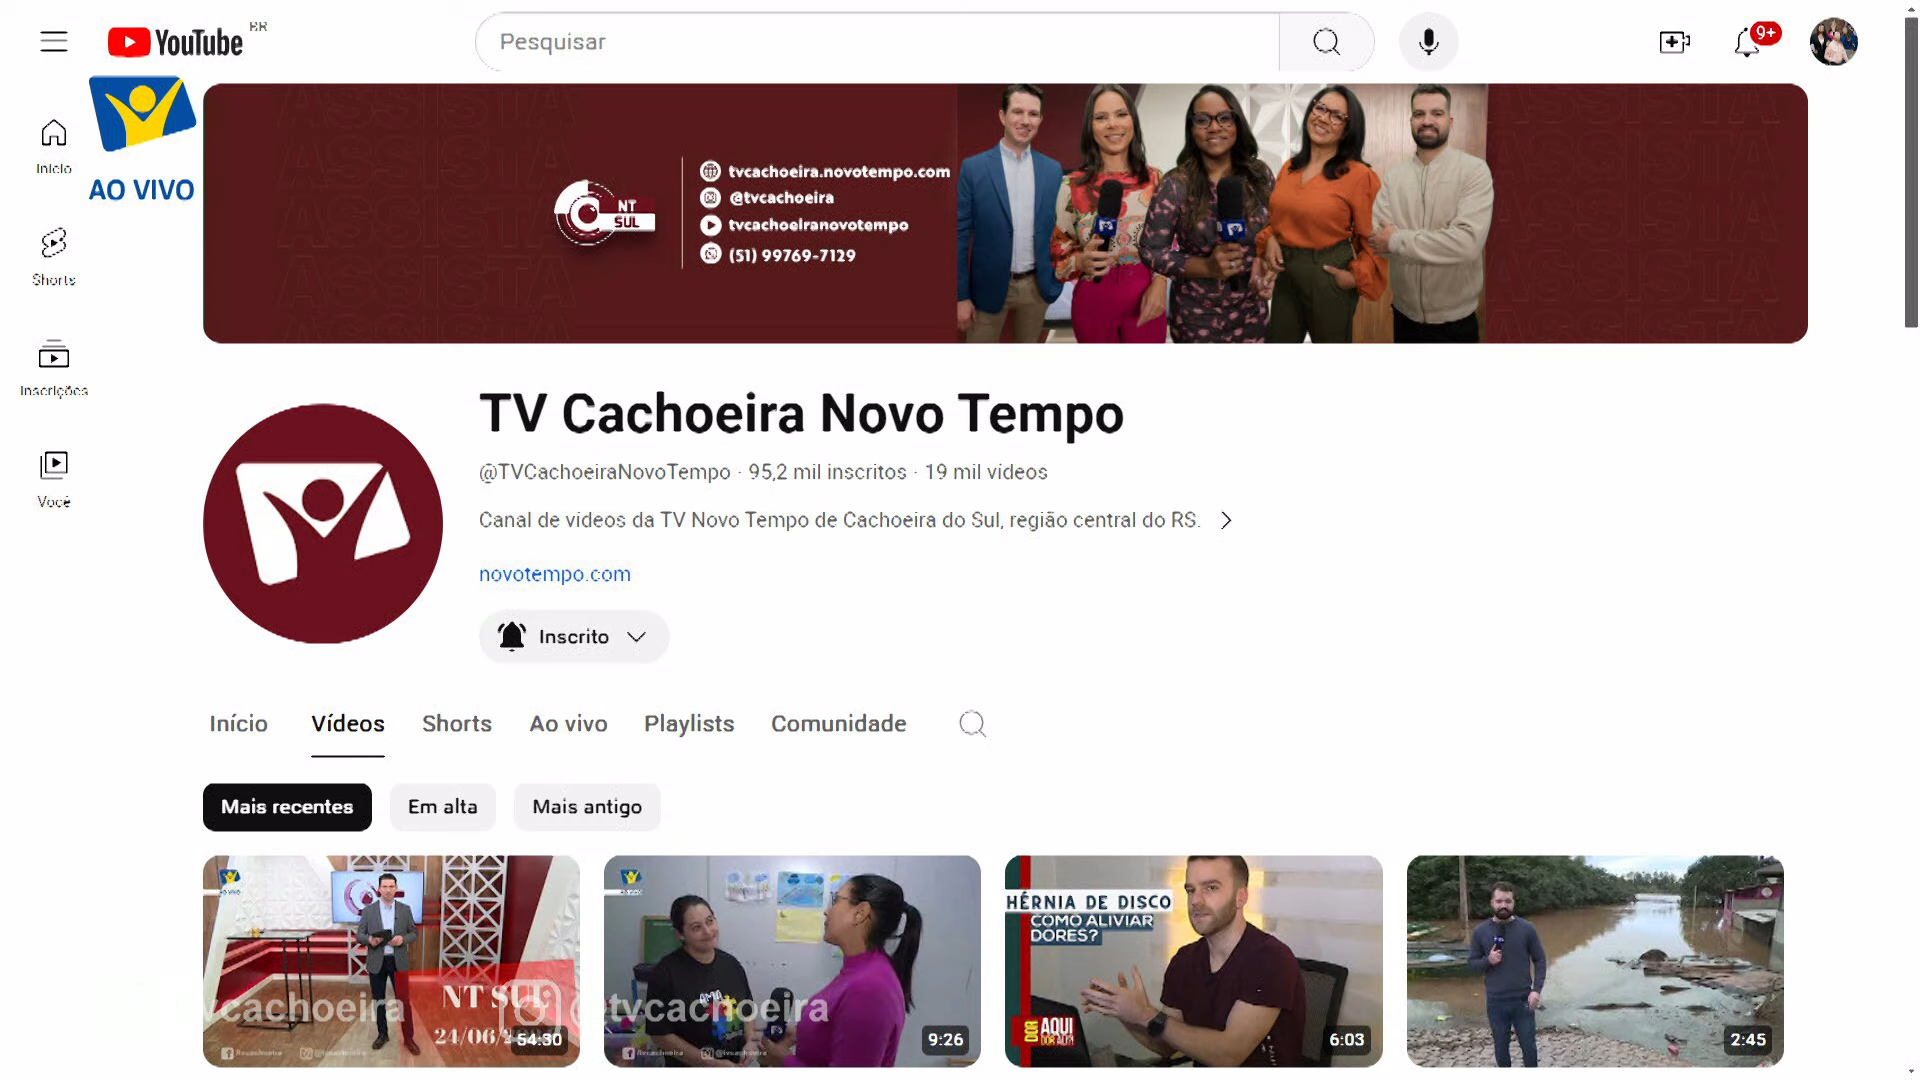 YouTube BR
Pesquisar
9+
AO VIVO
Início
Shorts
Inscrições
Você
NT
SUL
tvcachoeira.novotempo.com
@tvcachoeira
tvcachoeiranovotempo
(51) 99769-7129
ASSISTA
TV Cachoeira Novo Tempo
@TVCachoeiraNovoTempo · 95,2 mil inscritos · 19 mil vídeos
Canal de vídeos da TV Novo Tempo de Cachoeira do Sul, região central do RS.
novotempo.com
Inscrito
Início Vídeos Shorts Ao vivo Playlists Comunidade
Mais recentes Em alta Mais antigo
NT SUL
24/06/
54:30
@tvcachoeira
9:26
HÉRNIA DE DISCO
COMO ALIVIAR
DORES?
AQUI
6:03
2:45